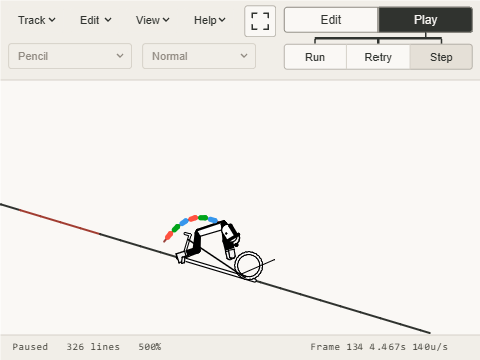 Track Edit View Help Edit Play
Pencil Normal Run Retry Step
Paused 326 lines 500% Frame 134 4.467s 140u/s